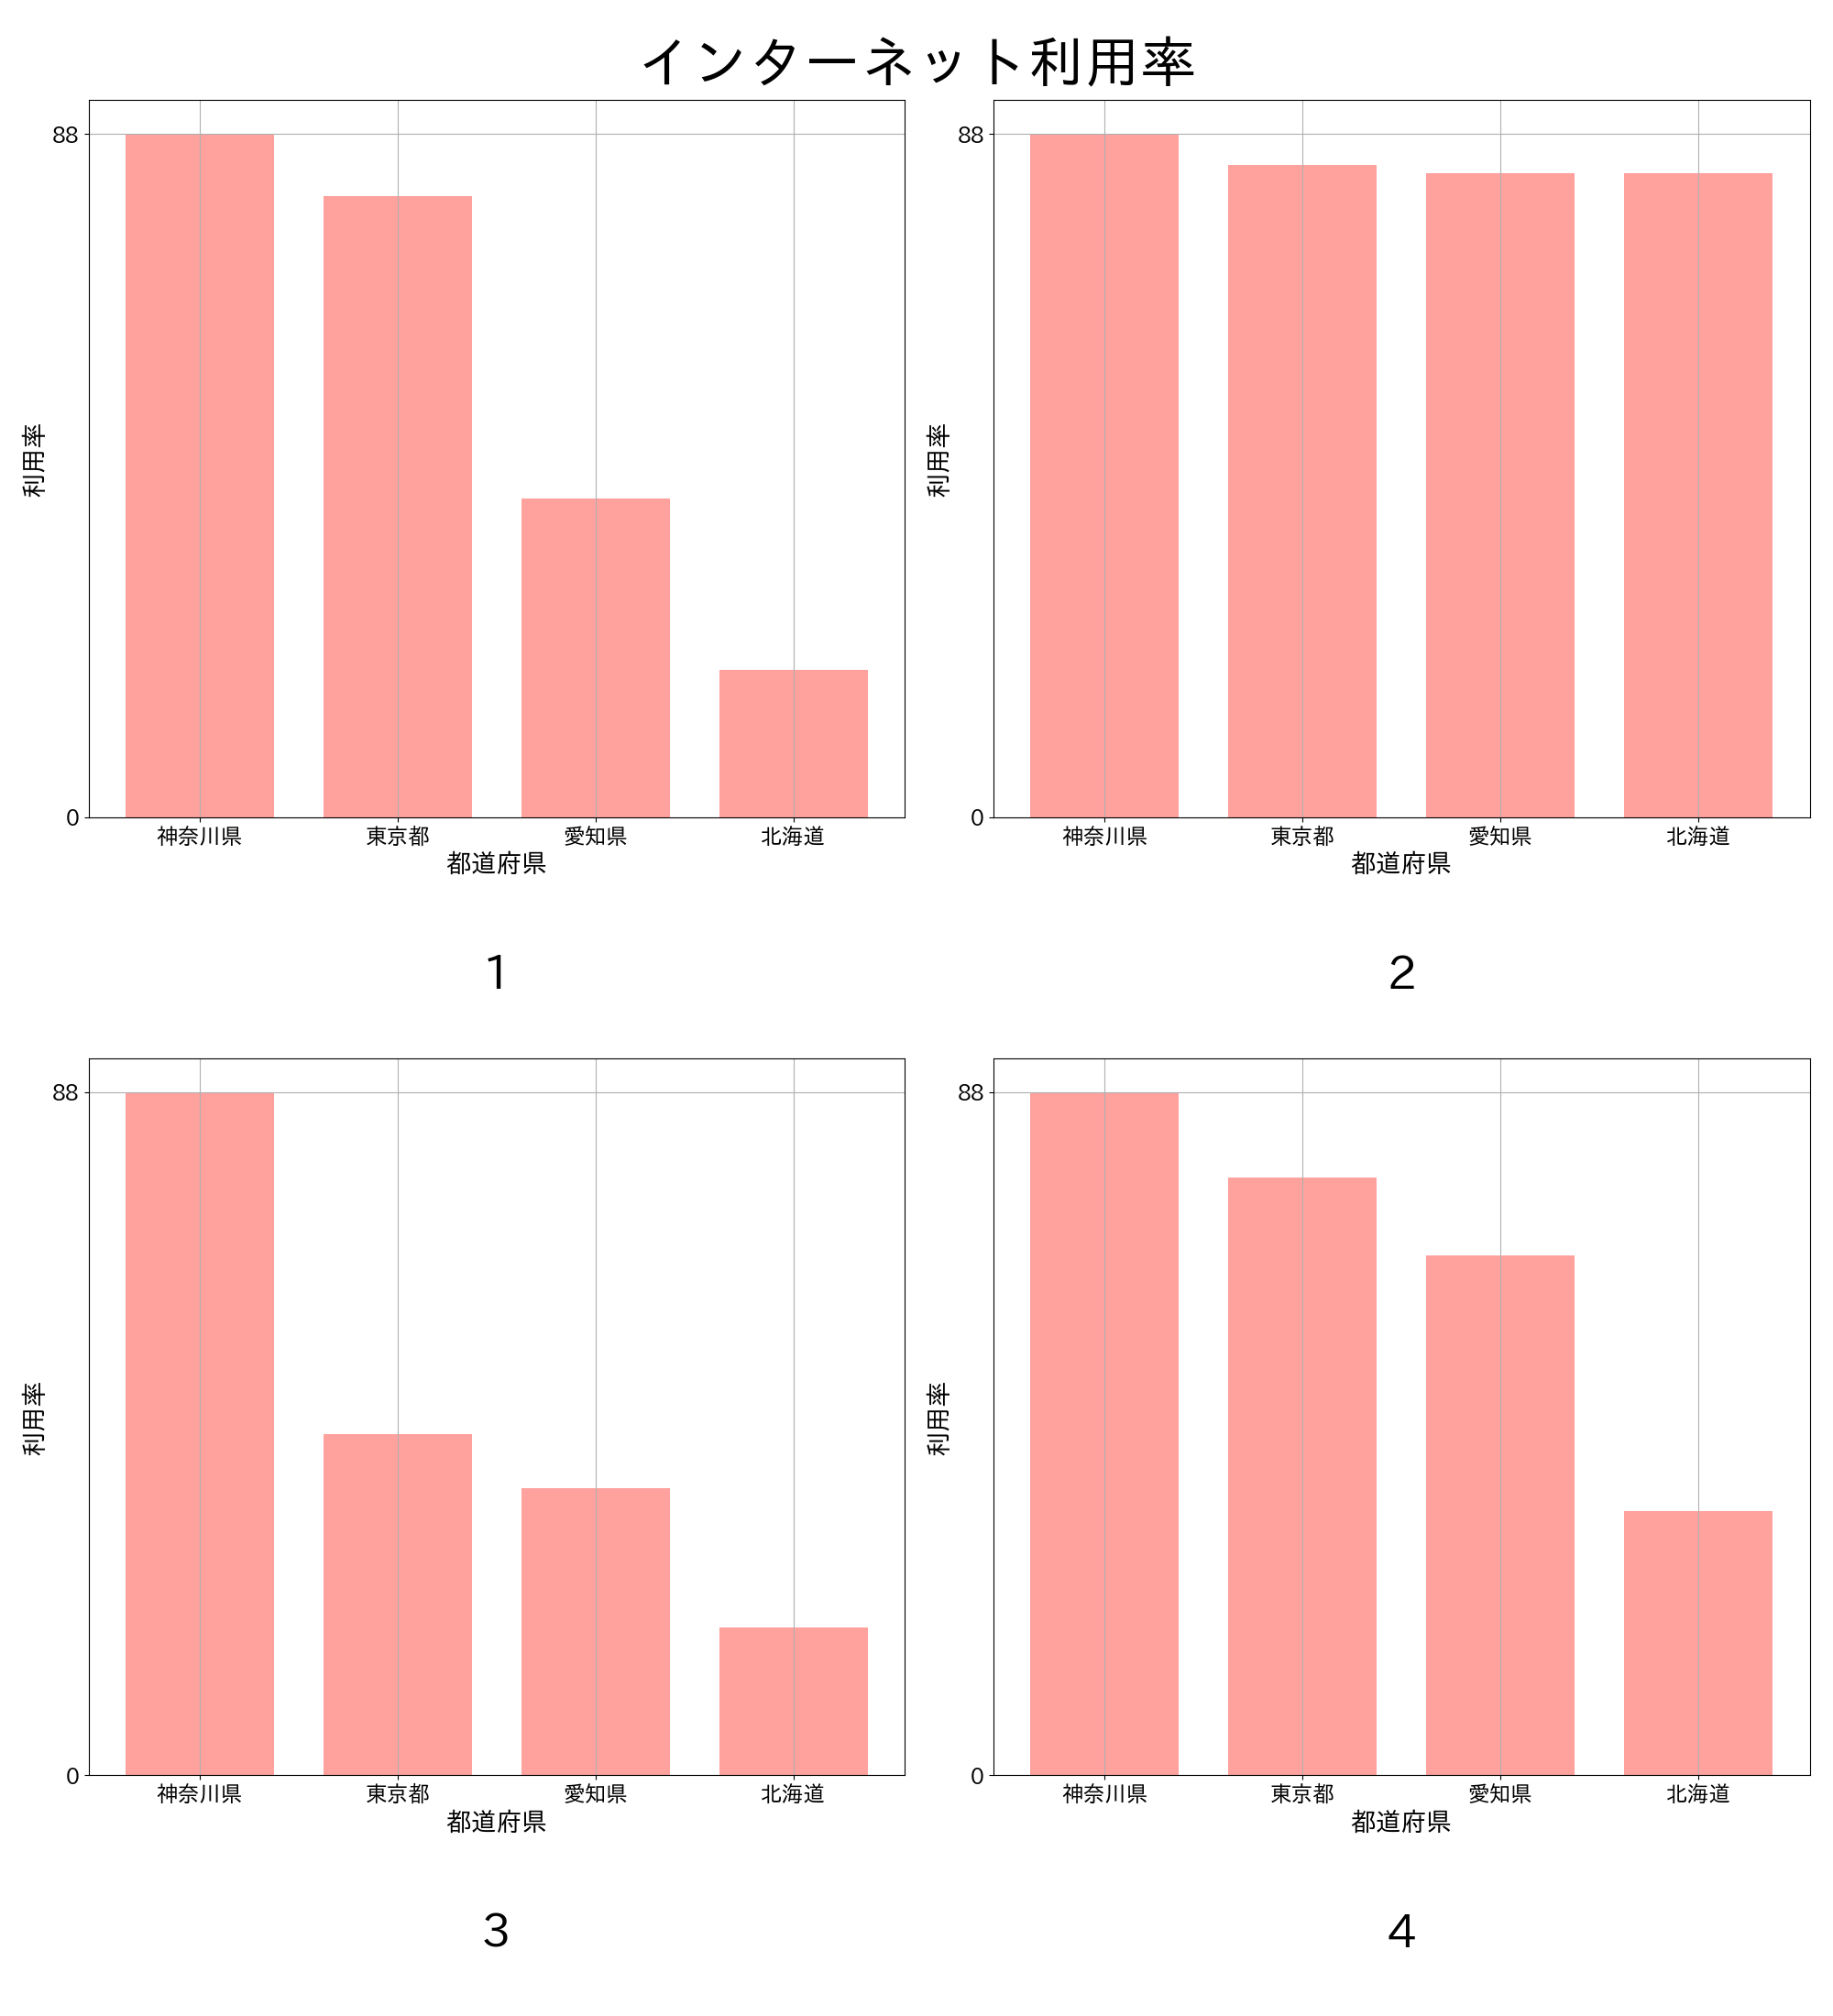 インターネット利用率
88
0
利用率
神奈川県 東京都 愛知県 北海道
都道府県
1
88
0
利用率
神奈川県 東京都 愛知県 北海道
都道府県
2
88
0
利用率
神奈川県 東京都 愛知県 北海道
都道府県
3
88
0
利用率
神奈川県 東京都 愛知県 北海道
都道府県
4